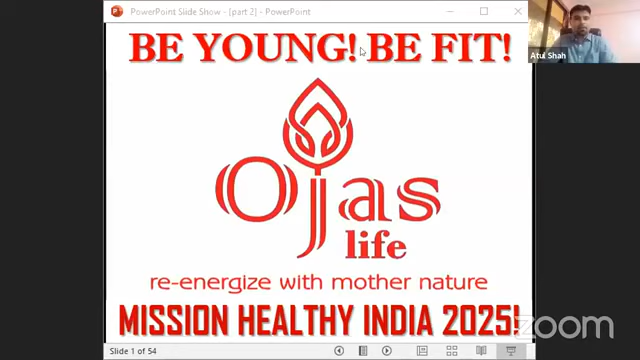 PowerPoint Slide Show - [part 2] - PowerPoint
BE YOUNG! BE FIT!
Atul Shah
Ojas
life
re-energize with mother nature
MISSION HEALTHY INDIA 2025!
zoom
Slide 1 of 54